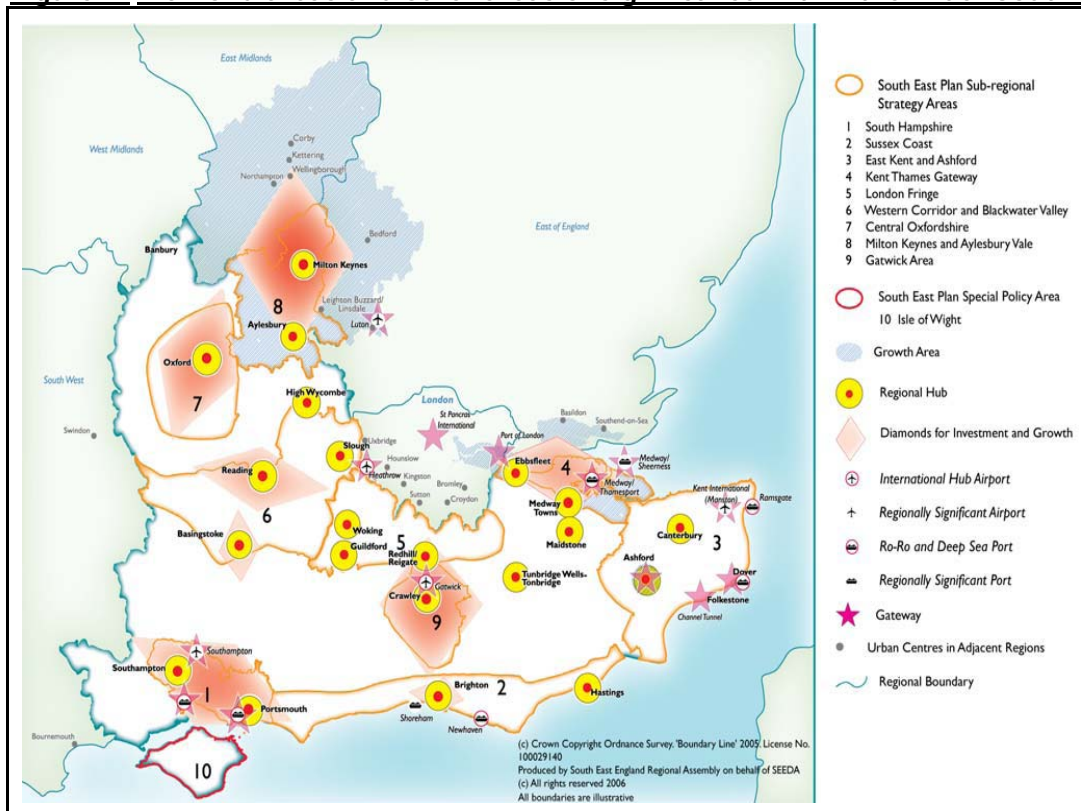 East Midlands
West Midlands
Corby
Kettering
Wellingborough
Northampton
Bedford
East of England
Banbury
Milton Keynes
8
Leighton Buzzard/
Linsdale
Luton
Aylesbury
Oxford
7
South West
Swindon
High Wycombe
London
St Pancras
International
Port of London
Basildon
Southend-on-Sea
Slough
Uxbridge
Hounslow
Heathrow
Kingston
Sutton
Bromley
Croydon
Ebbsfleet
4
Medway/
Sheerness
Medway/
Thamesport
Kent International
(Manston)
Ramsgate
Reading
6
Medway
Towns
Maidstone
Canterbury
3
Basingstoke
Woking
Guildford
5
Redhill/
Reigate
Gatwick
Crawley
9
Tunbridge Wells-
Tonbridge
Ashford
Dover
Folkestone
Channel Tunnel
Southampton
Southampton
1
Portsmouth
Brighton
2
Shoreham
Newhaven
Hastings
Bournemouth
10
(c) Crown Copyright Ordnance Survey. 'Boundary Line' 2005. License No.
100029140
Produced by South East England Regional Assembly on behalf of SEEDA
(c) All rights reserved 2006
All boundaries are illustrative
South East Plan Sub-regional
Strategy Areas
1 South Hampshire
2 Sussex Coast
3 East Kent and Ashford
4 Kent Thames Gateway
5 London Fringe
6 Western Corridor and Blackwater Valley
7 Central Oxfordshire
8 Milton Keynes and Aylesbury Vale
9 Gatwick Area
South East Plan Special Policy Area
10 Isle of Wight
Growth Area
Regional Hub
Diamonds for Investment and Growth
International Hub Airport
Regionally Significant Airport
Ro-Ro and Deep Sea Port
Regionally Significant Port
Gateway
Urban Centres in Adjacent Regions
Regional Boundary